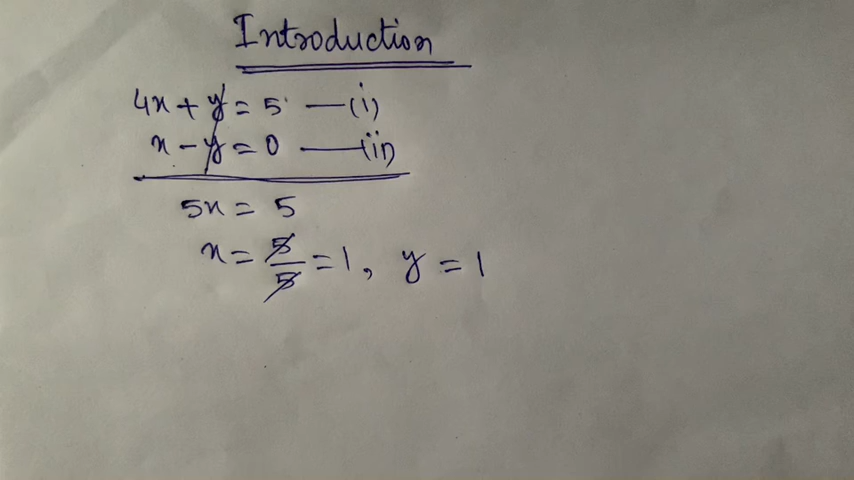 Introduction
4x + y = 5 —(i)
x - y = 0 —(ii)
5x = 5
x = 5/5 = 1, y = 1